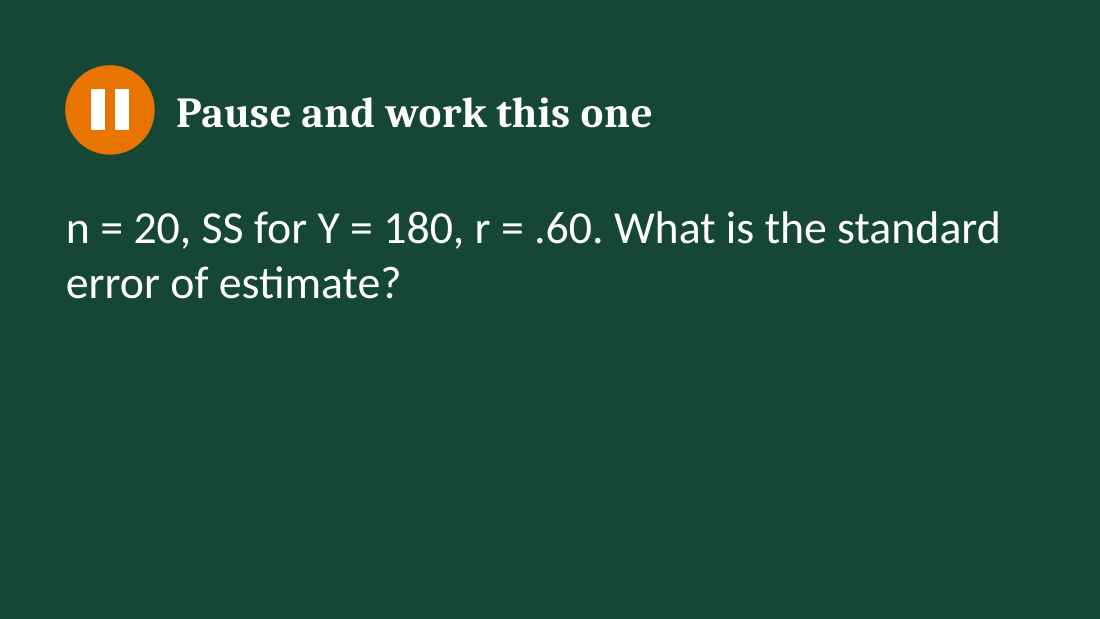 Pause and work this one
n = 20, SS for Y = 180, r = .60. What is the standard
error of estimate?